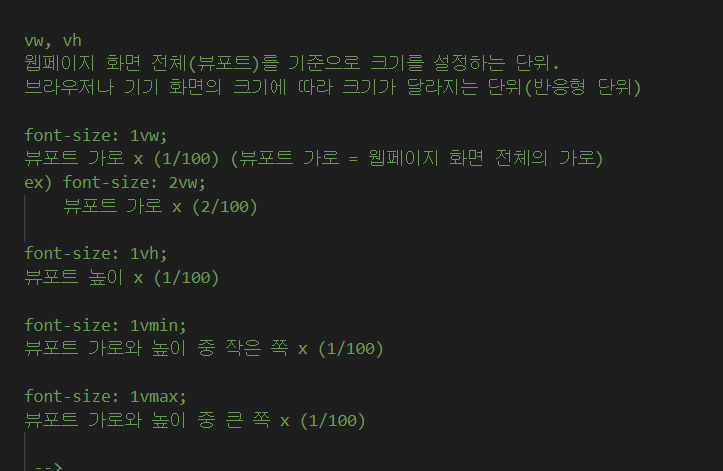 vw, vh
웹페이지 화면 전체(뷰포트)를 기준으로 크기를 설정하는 단위.
브라우저나 기기 화면의 크기에 따라 크기가 달라지는 단위(반응형 단위)
font-size: 1vw;
뷰포트 가로 x (1/100) (뷰포트 가로 = 웹페이지 화면 전체의 가로)
ex) font-size: 2vw;
뷰포트 가로 x (2/100)
font-size: 1vh;
뷰포트 높이 x (1/100)
font-size: 1vmin;
뷰포트 가로와 높이 중 작은 쪽 x (1/100)
font-size: 1vmax;
뷰포트 가로와 높이 중 큰 쪽 x (1/100)
-->